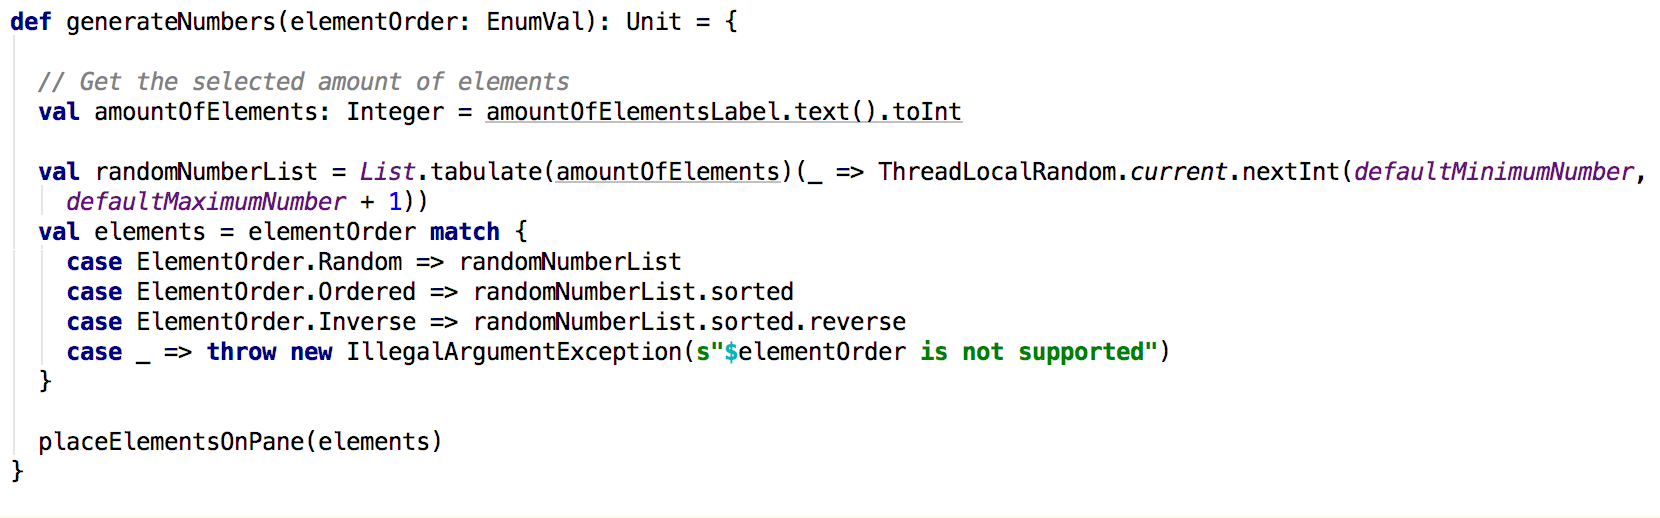 def generateNumbers(elementOrder: EnumVal): Unit = {
// Get the selected amount of elements
val amountOfElements: Integer = amountOfElementsLabel.text().toInt
val randomNumberList = List.tabulate(amountOfElements)(_ => ThreadLocalRandom.current.nextInt(defaultMinimumNumber,
defaultMaximumNumber + 1))
val elements = elementOrder match {
case ElementOrder.Random => randomNumberList
case ElementOrder.Ordered => randomNumberList.sorted
case ElementOrder.Inverse => randomNumberList.sorted.reverse
case _ => throw new IllegalArgumentException(s"$elementOrder is not supported")
}
placeElementsOnPane(elements)
}